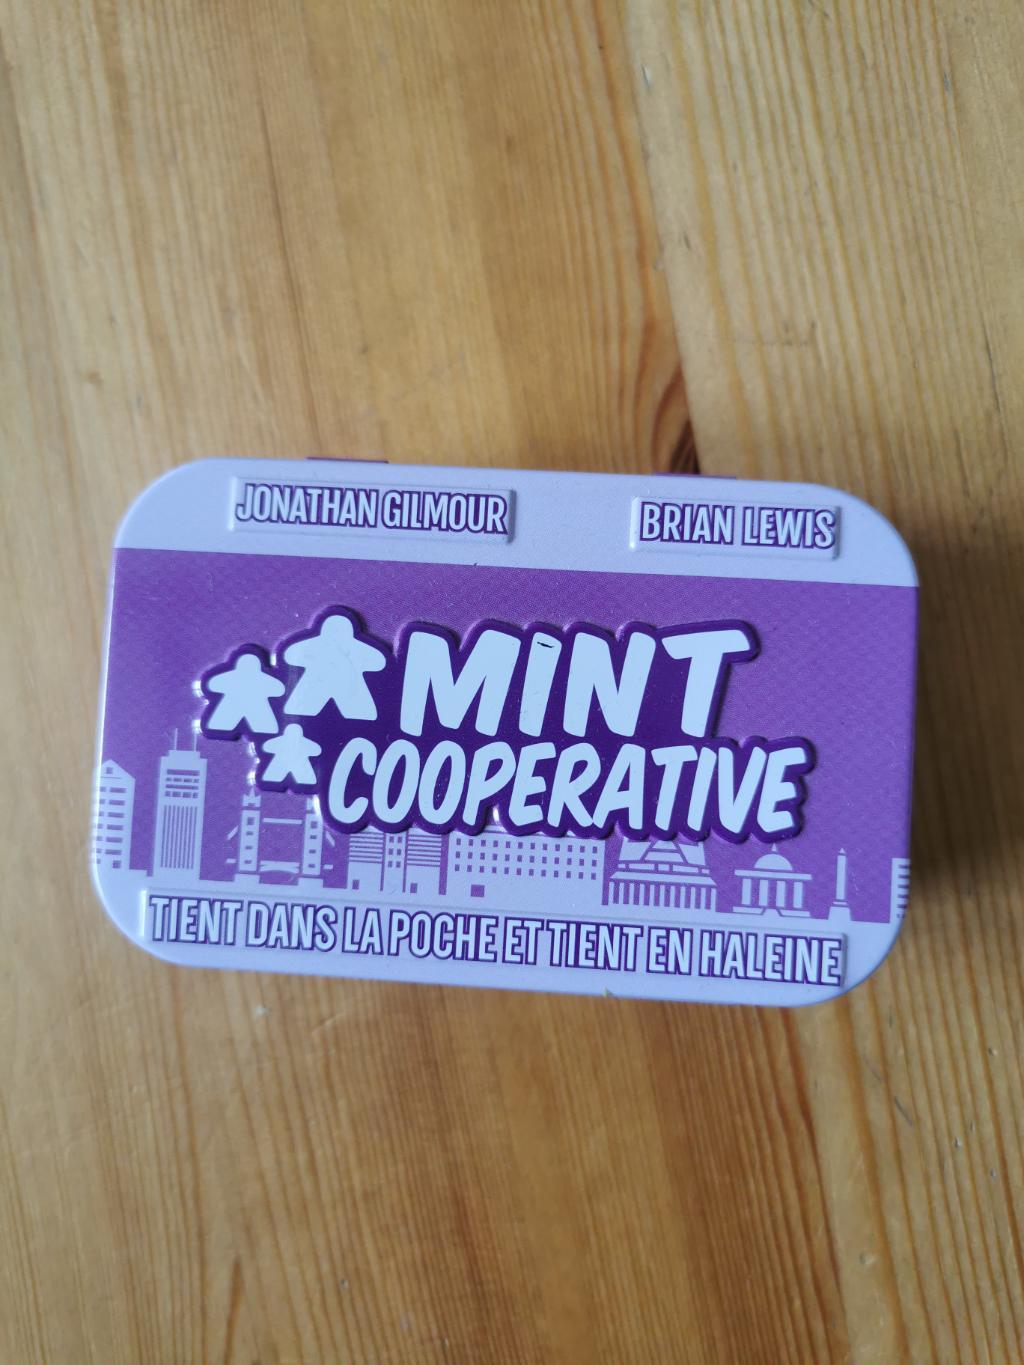 JONATHAN GILMOUR BRIAN LEWIS
MINT
COOPERATIVE
TIENT DANS LA POCHE ET TIENT EN HALEINE